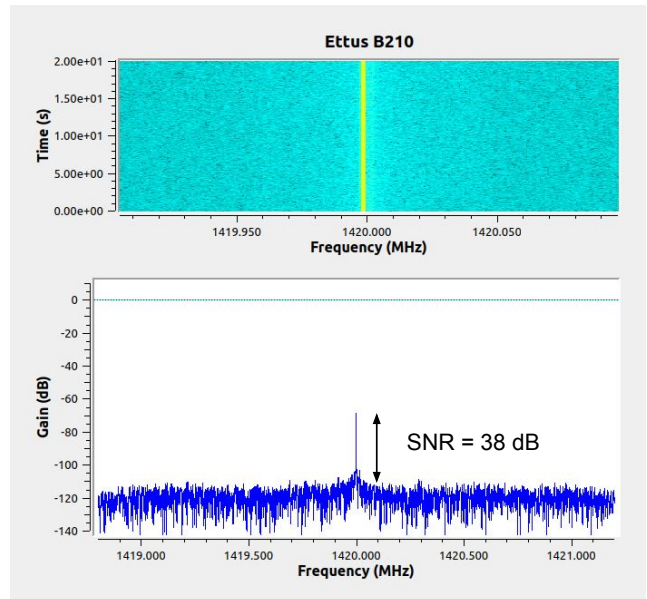 Ettus B210
2.00e+01
1.50e+01
1.00e+01
5.00e+00
0.00e+00
Time (s)
1419.950
1420.000
1420.050
Frequency (MHz)
0
-20
-40
-60
-80
-100
-120
-140
Gain (dB)
SNR = 38 dB
1419.000
1419.500
1420.000
1420.500
1421.000
Frequency (MHz)